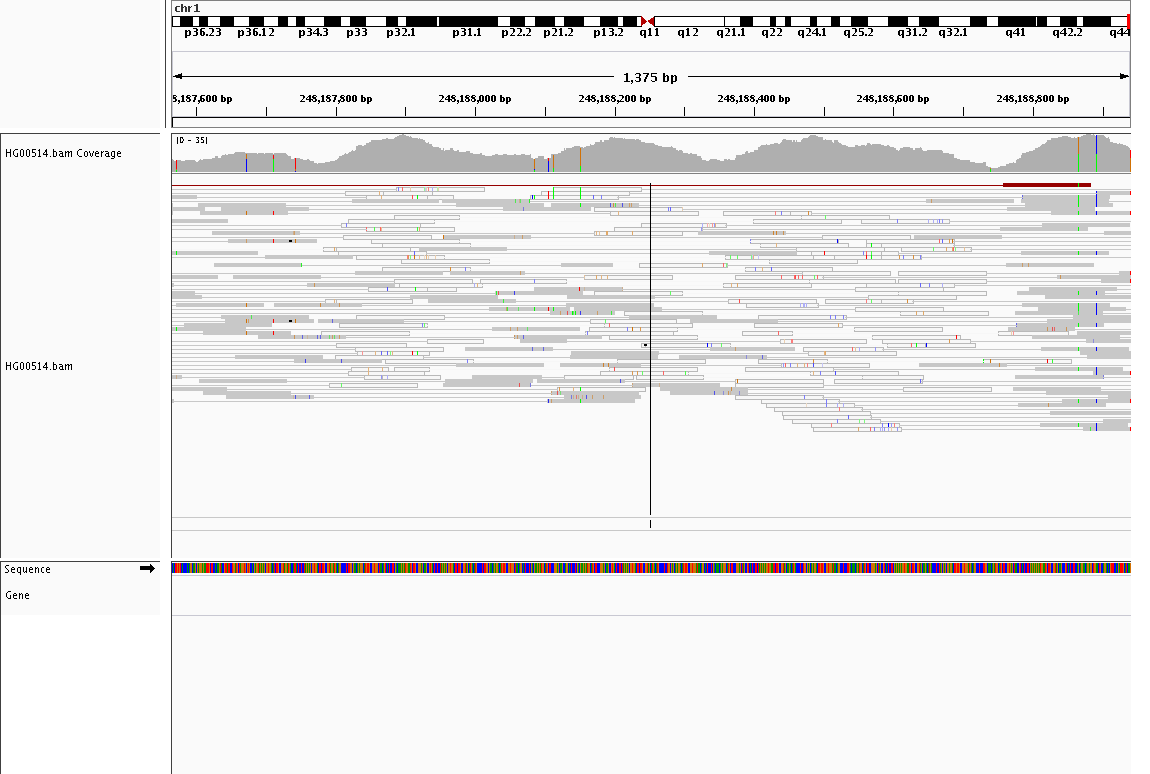 chr1
p36.23 p36.12 p34.3 p33 p32.1 p31.1 p22.2 p21.2 p13.2 q11 q12 q21.1 q22 q24.1 q25.2 q31.2 q32.1 q41 q42.2 q44
1,375 bp
8,187,600 bp 248,187,800 bp 248,188,000 bp 248,188,200 bp 248,188,400 bp 248,188,600 bp 248,188,800 bp
HG00514.bam Coverage
[0 - 35]
HG00514.bam
Sequence
Gene